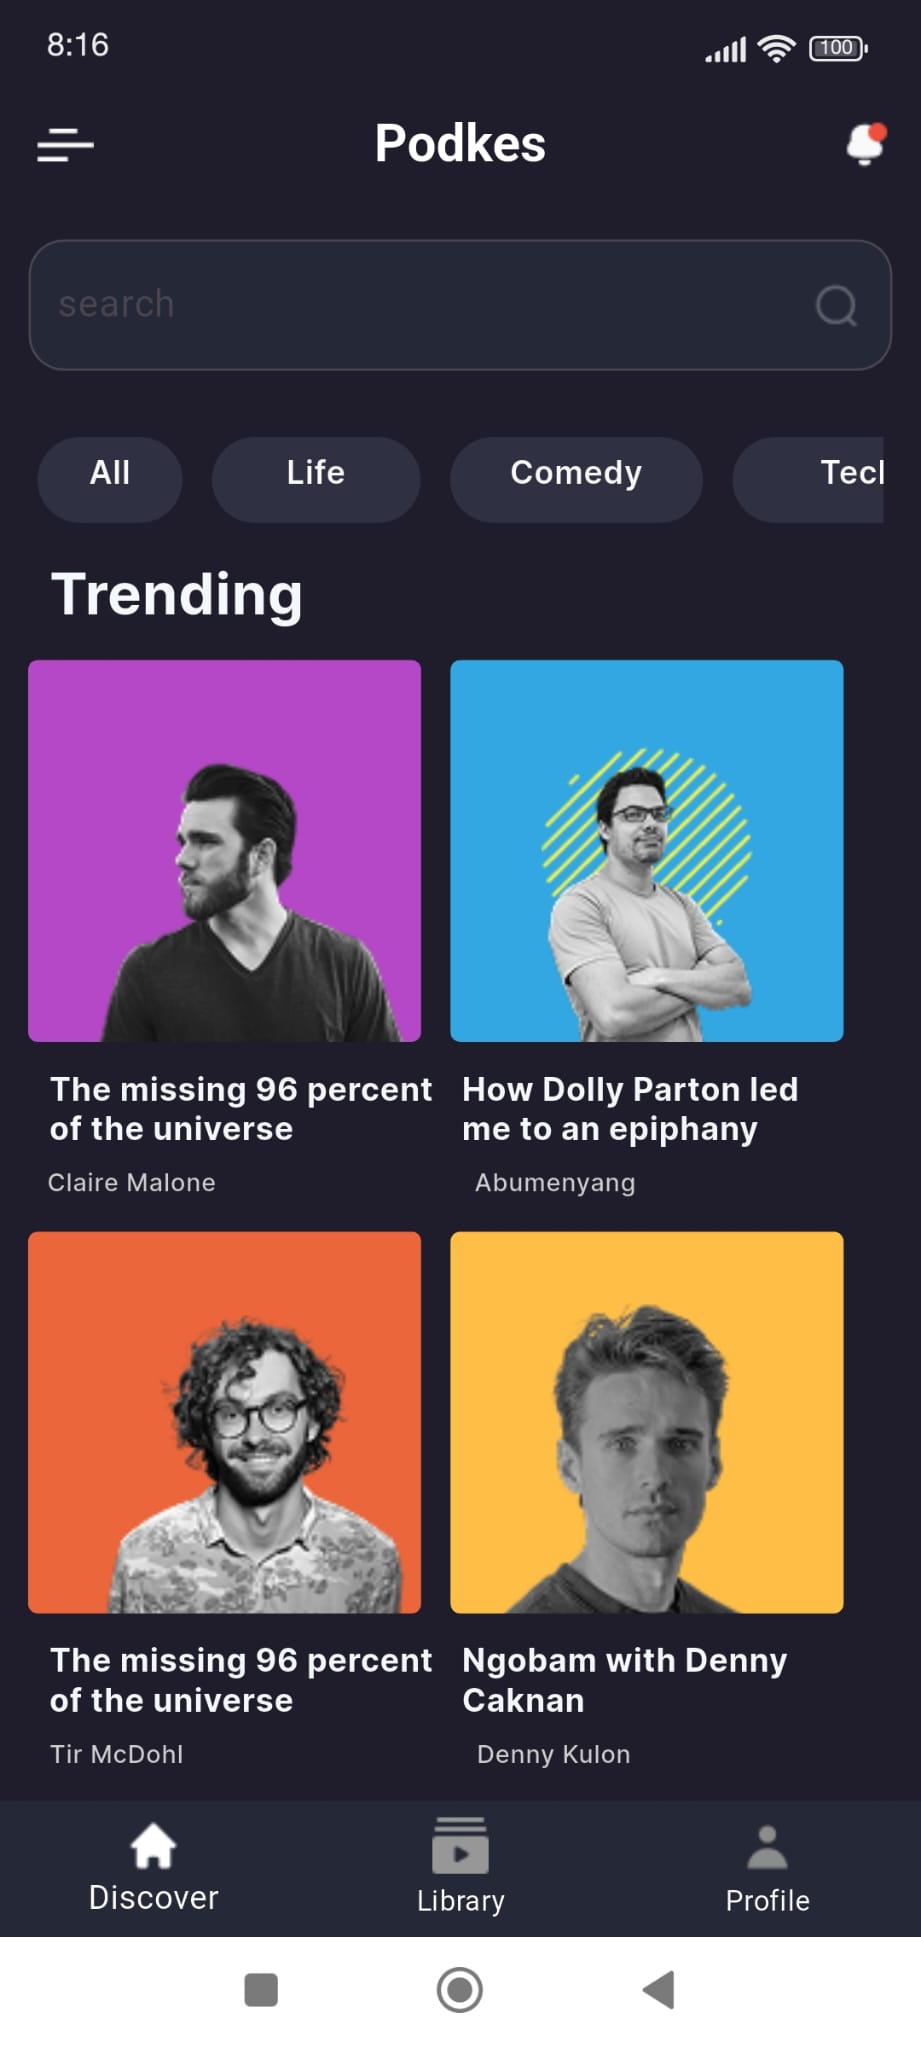 8:16
100
Podkes
search
All
Life
Comedy
Tecl
Trending
The missing 96 percent
of the universe
Claire Malone
How Dolly Parton led
me to an epiphany
Abumenyang
The missing 96 percent
of the universe
Tir McDohl
Ngobam with Denny
Caknan
Denny Kulon
Discover
Library
Profile